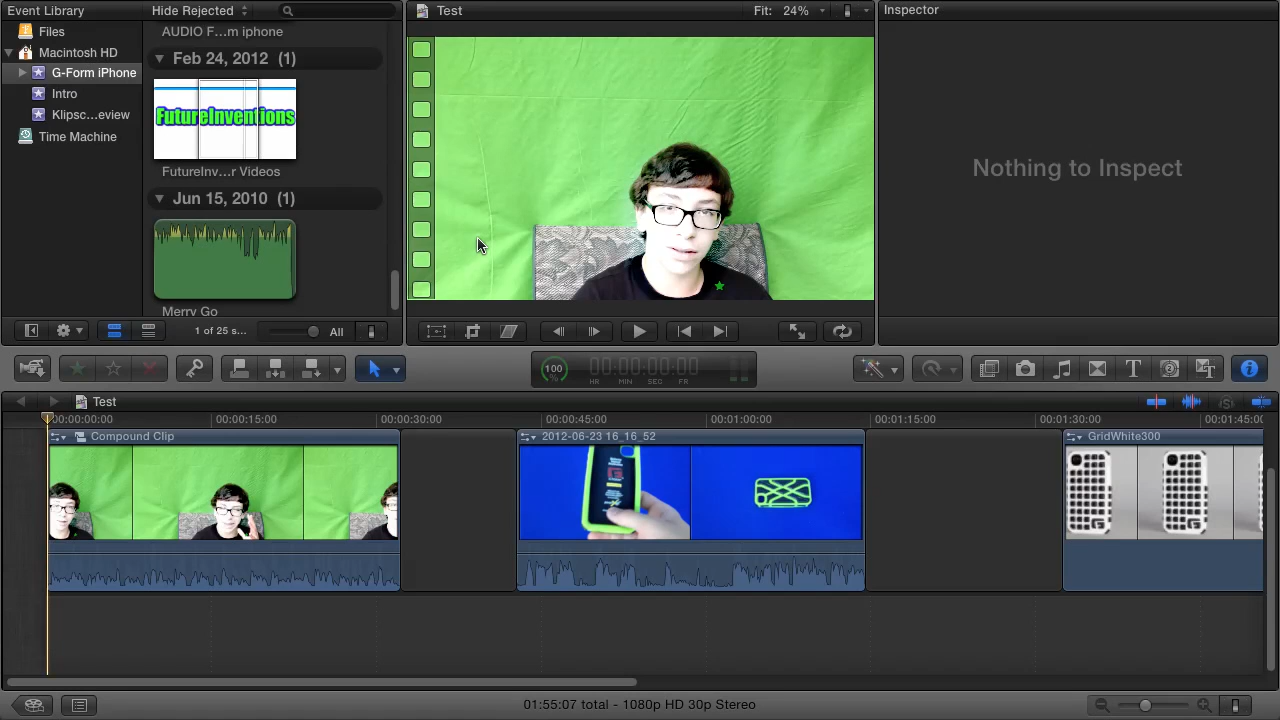 Event Library
Hide Rejected
Test
Fit: 24%
Inspector
Files
AUDIO F...m iphone
Macintosh HD
Feb 24, 2012 (1)
G-Form iPhone
Intro
Klipsc...eview
FutureInventions
Time Machine
FutureInv...r Videos
Nothing to Inspect
Jun 15, 2010 (1)
Merry Go
1 of 25 s...
All
100
%
00:00:00:00
HR MIN SEC FR
T
Test
00:00:00:00
00:00:15:00
00:00:30:00
00:00:45:00
00:01:00:00
00:01:15:00
00:01:30:00
00:01:45:00
Compound Clip
2012-06-23 16_16_52
GridWhite300
01:55:07 total - 1080p HD 30p Stereo